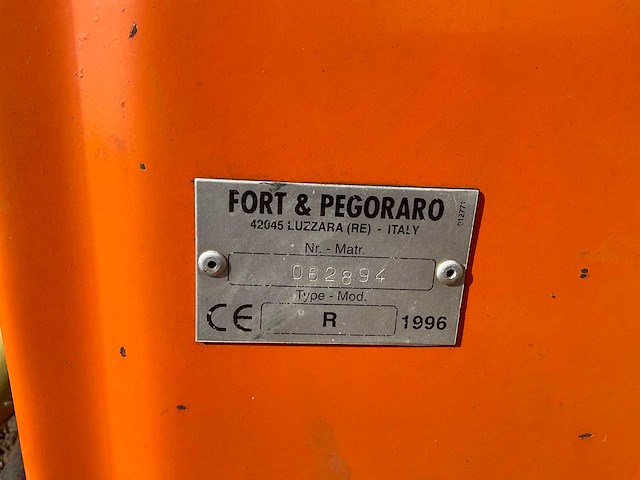 FORT & PEGORARO
42045 LUZZARA (RE) - ITALY
Nr. - Matr.
062894
Type - Mod.
CE R 1996